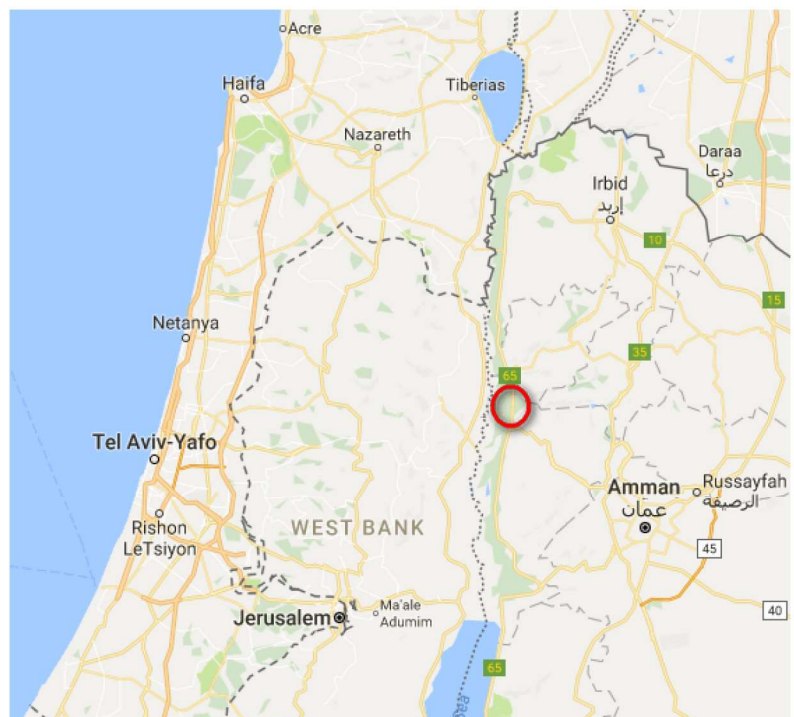 Acre
Haifa
Tiberias
Nazareth
Daraa
درعا
Irbid
إربد
10
15
Netanya
35
65
Tel Aviv-Yafo
Amman
عمان
Russayfah
الرصيفة
Rishon
LeTsiyon
WEST BANK
45
Jerusalem
Ma'ale
Adumim
40
65
Sea